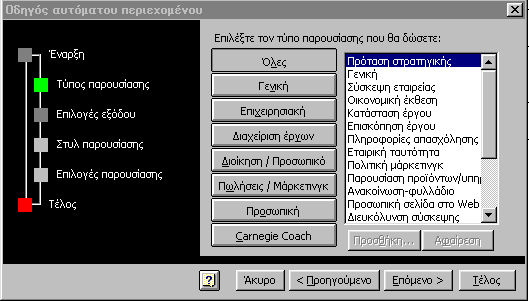 Οδηγός αυτόματου περιεχομένου
Έναρξη
Τύπος παρουσίασης
Επιλογές εξόδου
Στυλ παρουσίασης
Επιλογές παρουσίασης
Τέλος
Επιλέξτε τον τύπο παρουσίασης που θα δώσετε:
Όλες
Γενική
Επιχειρησιακή
Διαχείριση έργων
Διοίκηση / Προσωπικό
Πωλήσεις / Μάρκετινγκ
Προσωπική
Carnegie Coach
Πρόταση στρατηγικής
Γενική
Σύσκεψη εταιρείας
Οικονομική έκθεση
Κατάσταση έργου
Επισκόπηση έργου
Πληροφορίες απασχόλησης
Εταιρική ταυτότητα
Πολιτική μάρκετινγκ
Παρουσίαση προϊόντων/υπη
Ανακοίνωση-φυλλάδιο
Προσωπική σελίδα στο Web
Διευκόλυνση σύσκεψης
Προσθήκη...
Αφαίρεση
Άκυρο
< Προηγούμενο
Επόμενο >
Τέλος